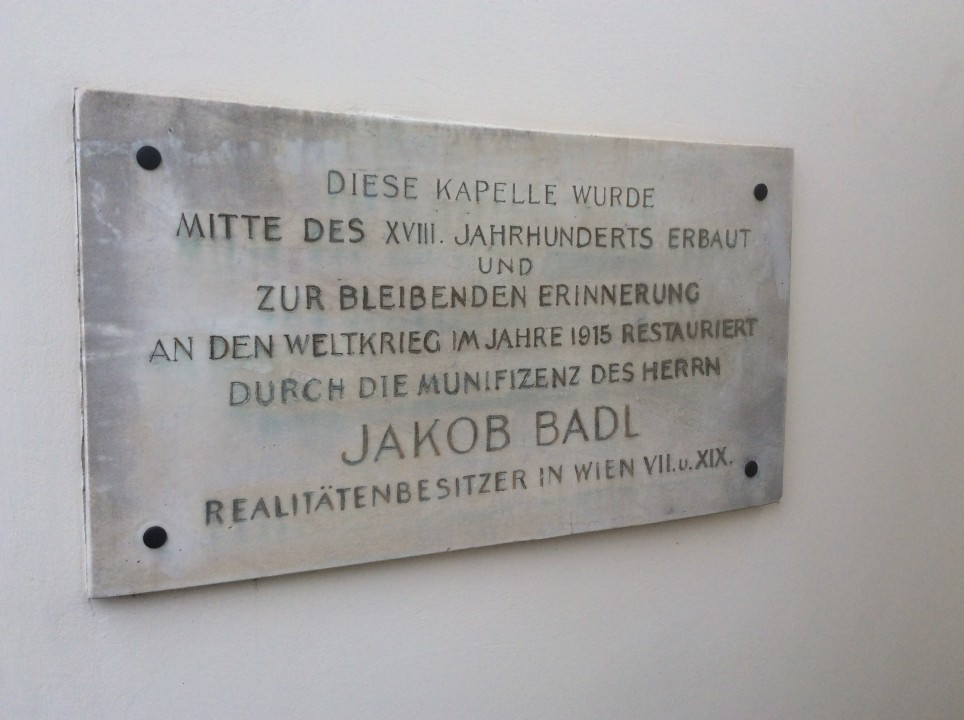 DIESE KAPELLE WURDE
MITTE DES XVIII. JAHRHUNDERTS ERBAUT
UND
ZUR BLEIBENDEN ERINNERUNG
AN DEN WELTKRIEG IM JAHRE 1915 RESTAURIERT
DURCH DIE MUNIFIZENZ DES HERRN
JAKOB BADL
REALITÄTENBESITZER IN WIEN VII.u.XIX.